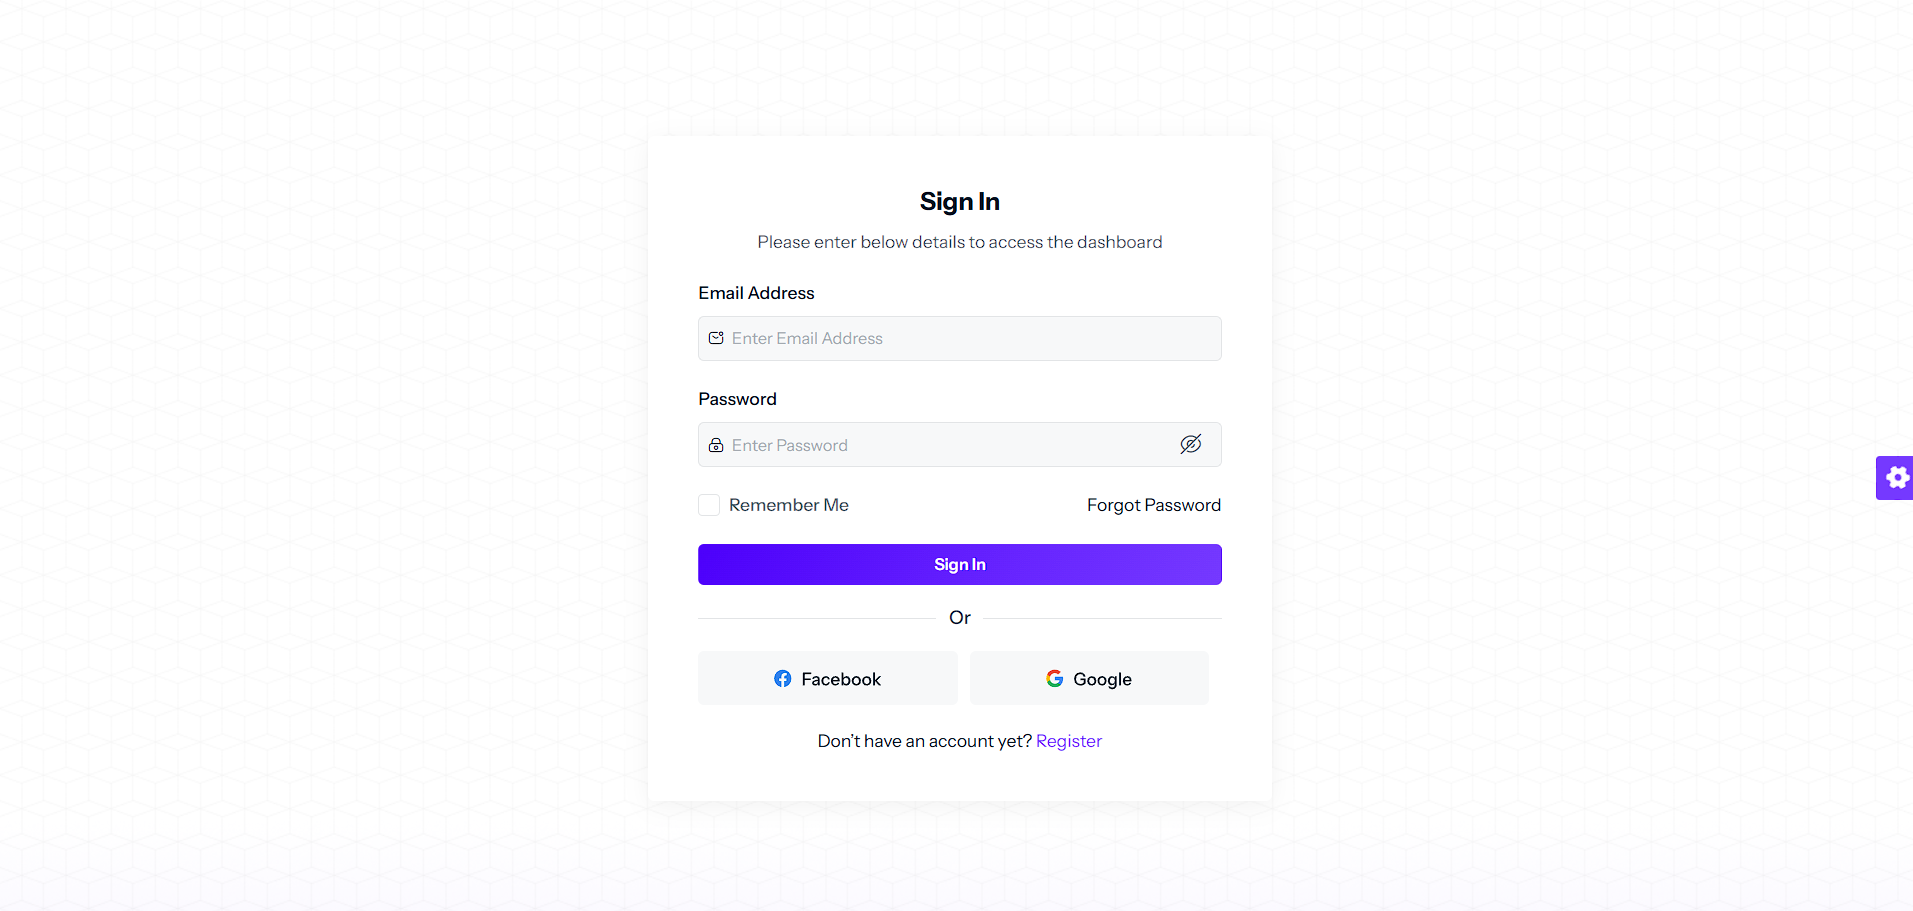 Sign In
Please enter below details to access the dashboard
Email Address
Enter Email Address
Password
Enter Password
Remember Me
Forgot Password
Sign In
Or
Facebook
Google
Don't have an account yet? Register